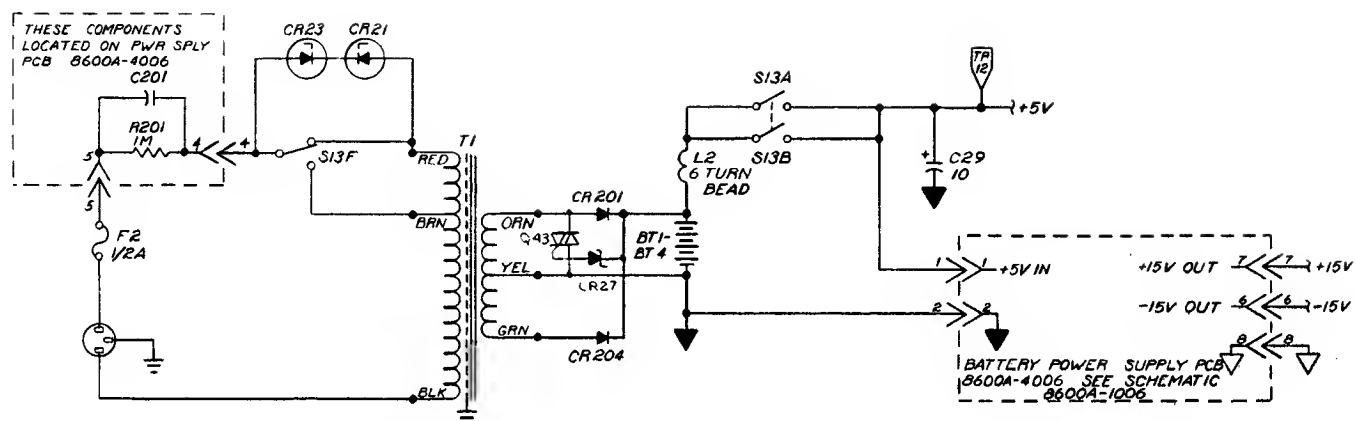 THESE COMPONENTS
LOCATED ON PWR SPLY
PCB 8600A-4006
C201
R201
1M
5
4
4
5
F2
1/2A
CR23
CR21
S13F
RED
T1
BRN
BLK
ORN
YEL
GRN
Q43
CR201
CR27
CR204
BT1-
BT4
L2
6 TURN
BEAD
S13A
S13B
TP
12
+5V
+
C29
10
1
1
+5V IN
2
2
+15V OUT
7
7
+15V
-15V OUT
6
6
-15V
8
8
BATTERY POWER SUPPLY PCB
8600A-4006 SEE SCHEMATIC
8600A-1006